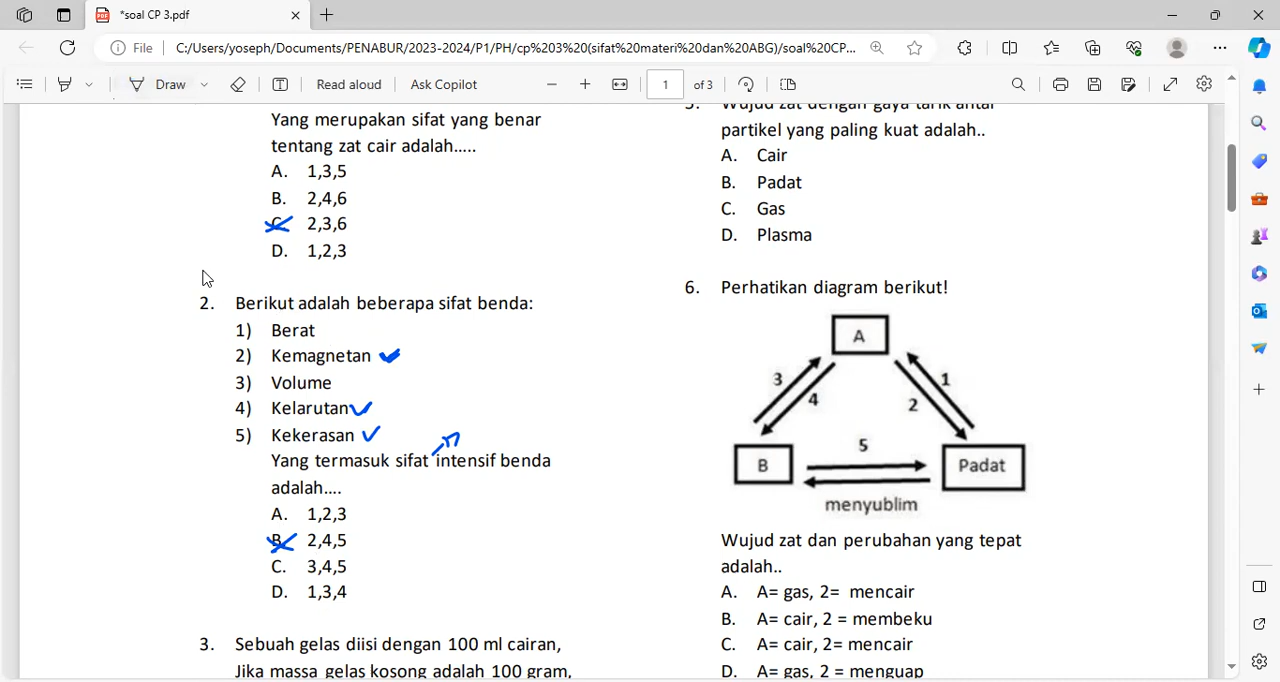 *soal CP 3.pdf
File
C:/Users/yoseph/Documents/PENABUR/2023-2024/P1/PH/cp%203%20(sifat%20materi%20dan%20ABG)/soal%20CP...
Draw
Read aloud
Ask Copilot
1
of 3
Yang merupakan sifat yang benar
tentang zat cair adalah.....
A. 1,3,5
B. 2,4,6
C. 2,3,6
D. 1,2,3
2. Berikut adalah beberapa sifat benda:
1) Berat
2) Kemagnetan
3) Volume
4) Kelarutan
5) Kekerasan
Yang termasuk sifat intensif benda
adalah....
A. 1,2,3
B. 2,4,5
C. 3,4,5
D. 1,3,4
3. Sebuah gelas diisi dengan 100 ml cairan,
Jika massa gelas kosong adalah 100 gram,
5. Wujud zat dengan gaya tarik antar
partikel yang paling kuat adalah..
A. Cair
B. Padat
C. Gas
D. Plasma
6. Perhatikan diagram berikut!
A
3
4
1
2
B
5
Padat
menyublim
Wujud zat dan perubahan yang tepat
adalah..
A. A= gas, 2= mencair
B. A= cair, 2 = membeku
C. A= cair, 2= mencair
D. A= gas, 2 = menguap